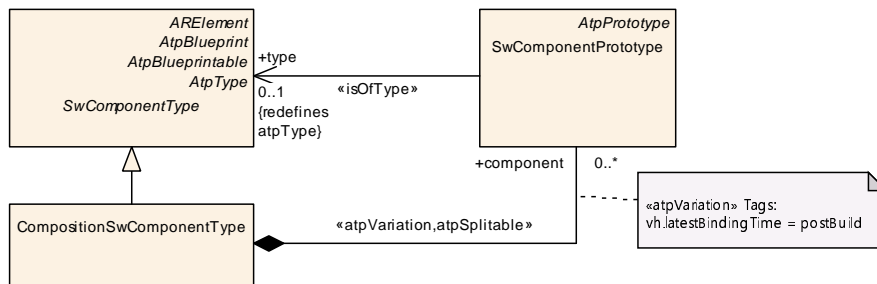 ARElement
AtpBlueprint
AtpBlueprintable
AtpType
SwComponentType
+type
0..1
{redefines
atpType}
«isOfType»
AtpPrototype
SwComponentPrototype
+component
0..*
«atpVariation» Tags:
vh.latestBindingTime = postBuild
CompositionSwComponentType
«atpVariation,atpSplitable»